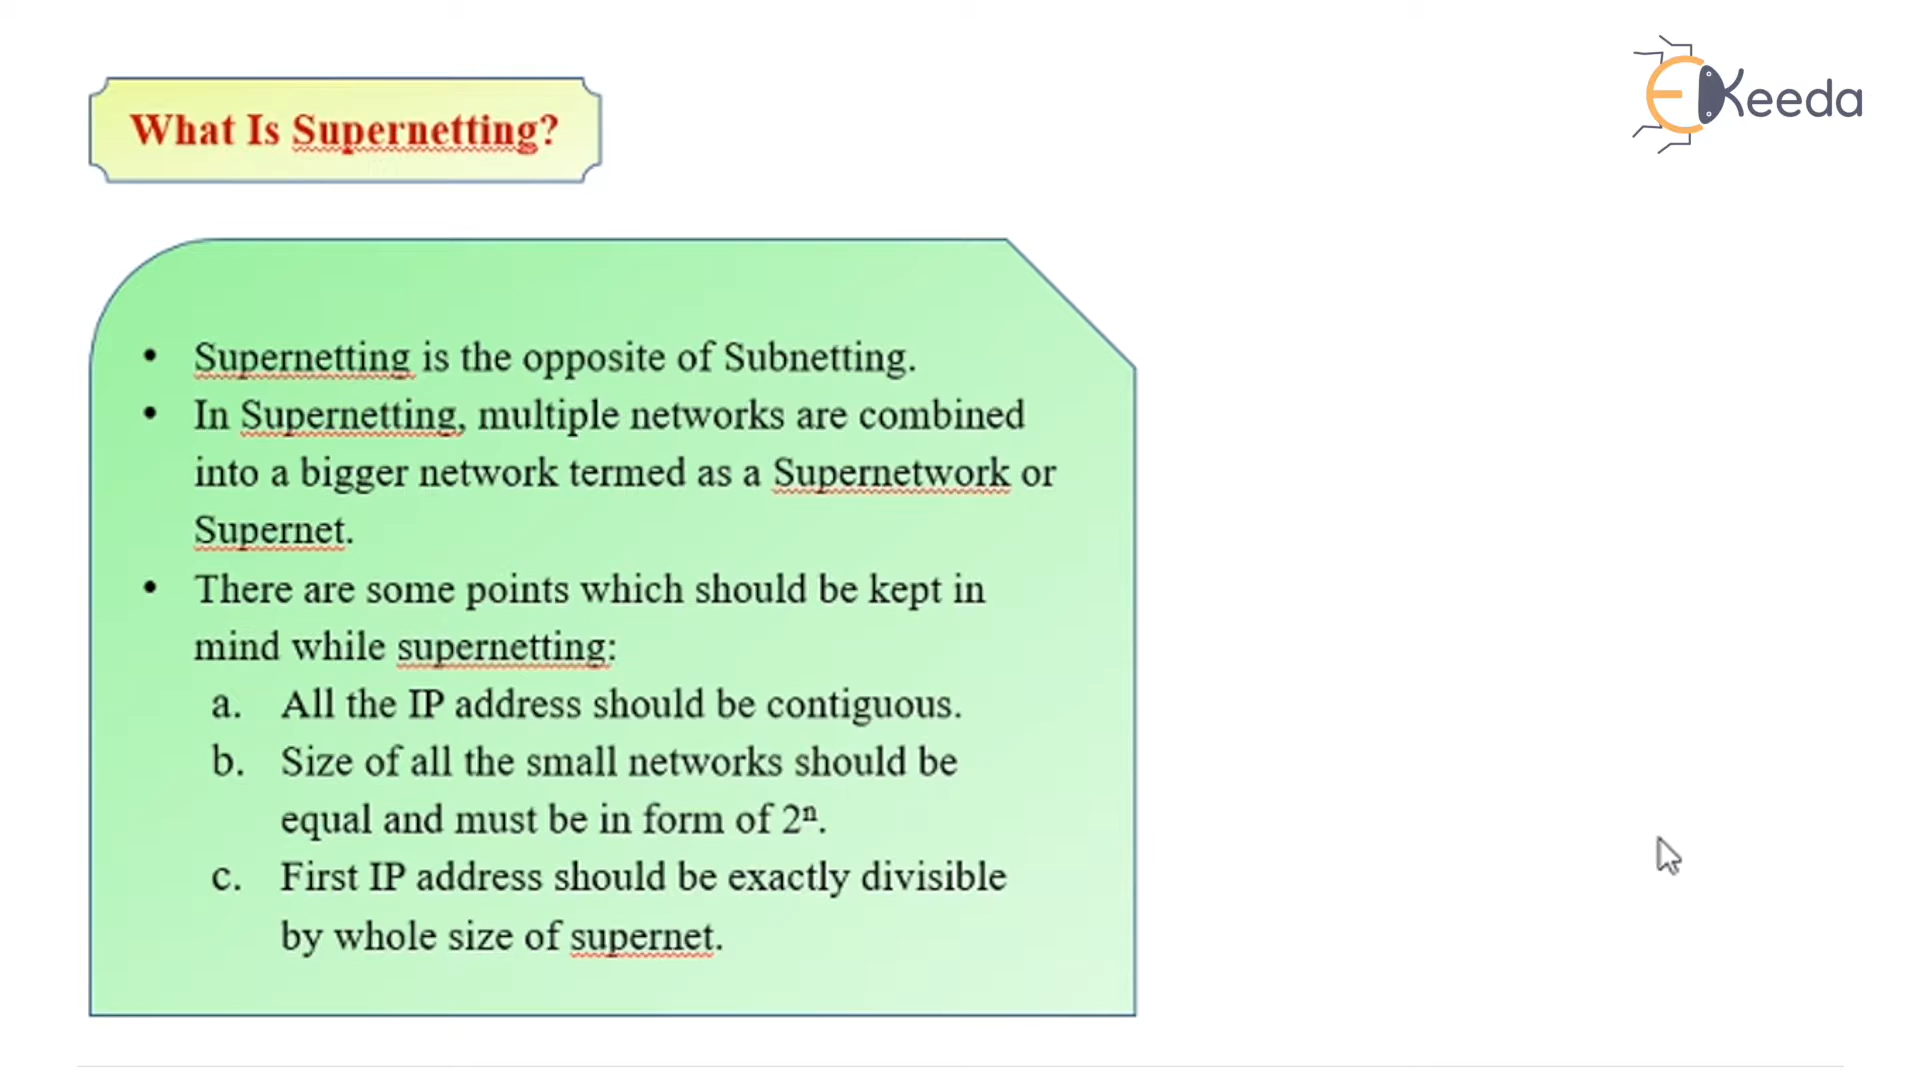 EKeeda
What Is Supernetting?
• Supernetting is the opposite of Subnetting.
• In Supernetting, multiple networks are combined
into a bigger network termed as a Supernetwork or
Supernet.
• There are some points which should be kept in
mind while supernetting:
a. All the IP address should be contiguous.
b. Size of all the small networks should be
equal and must be in form of 2ⁿ.
c. First IP address should be exactly divisible
by whole size of supernet.